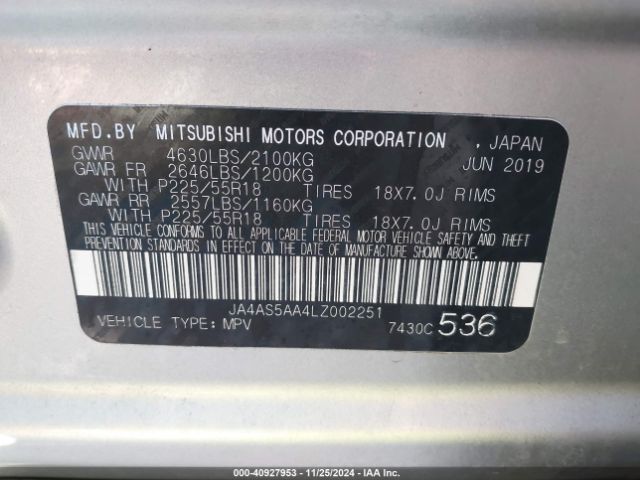 MFD.BY MITSUBISHI MOTORS CORPORATION , JAPAN
GVWR 4630LBS/2100KG JUN 2019
GAWR FR 2646LBS/1200KG
WITH P225/55R18 TIRES 18X7.0J RIMS
GAWR RR 2557LBS/1160KG
WITH P225/55R18 TIRES 18X7.0J RIMS
THIS VEHICLE CONFORMS TO ALL APPLICABLE FEDERAL MOTOR VEHICLE SAFETY AND THEFT
PREVENTION STANDARDS IN EFFECT ON THE DATE OF MANUFACTURE SHOWN ABOVE.
JA4AS5AA4LZ002251
VEHICLE TYPE:MPV 7430C 536
000-40927953 - 11/25/2024 - IAA Inc.